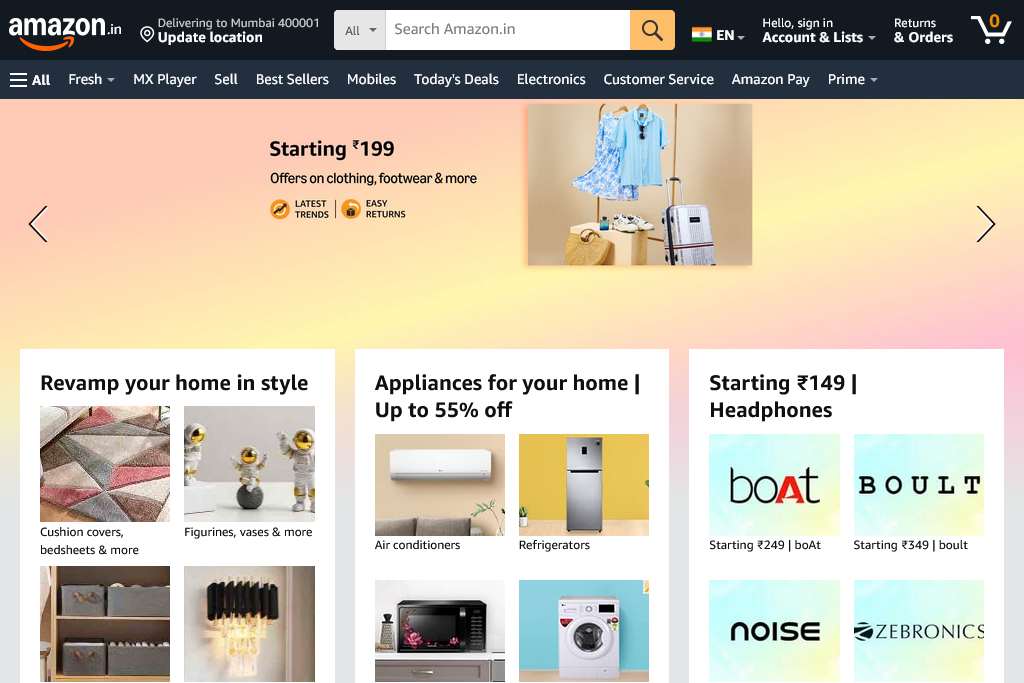 amazon.in
Delivering to Mumbai 400001
Update location
All
Search Amazon.in
EN
Hello, sign in
Account & Lists
Returns
& Orders
0
All
Fresh
MX Player
Sell
Best Sellers
Mobiles
Today's Deals
Electronics
Customer Service
Amazon Pay
Prime
Starting ₹199
Offers on clothing, footwear & more
LATEST
TRENDS
EASY
RETURNS
Revamp your home in style
Cushion covers,
bedsheets & more
Figurines, vases & more
Appliances for your home |
Up to 55% off
Air conditioners
Refrigerators
Starting ₹149 |
Headphones
boAt
BOULT
Starting ₹249 | boAt
Starting ₹349 | boult
noise
ZEBRONICS